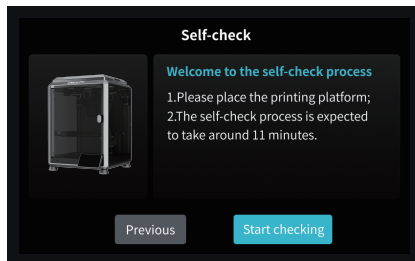 Self-check
Welcome to the self-check process
1.Please place the printing platform;
2.The self-check process is expected
to take around 11 minutes.
Previous
Start checking